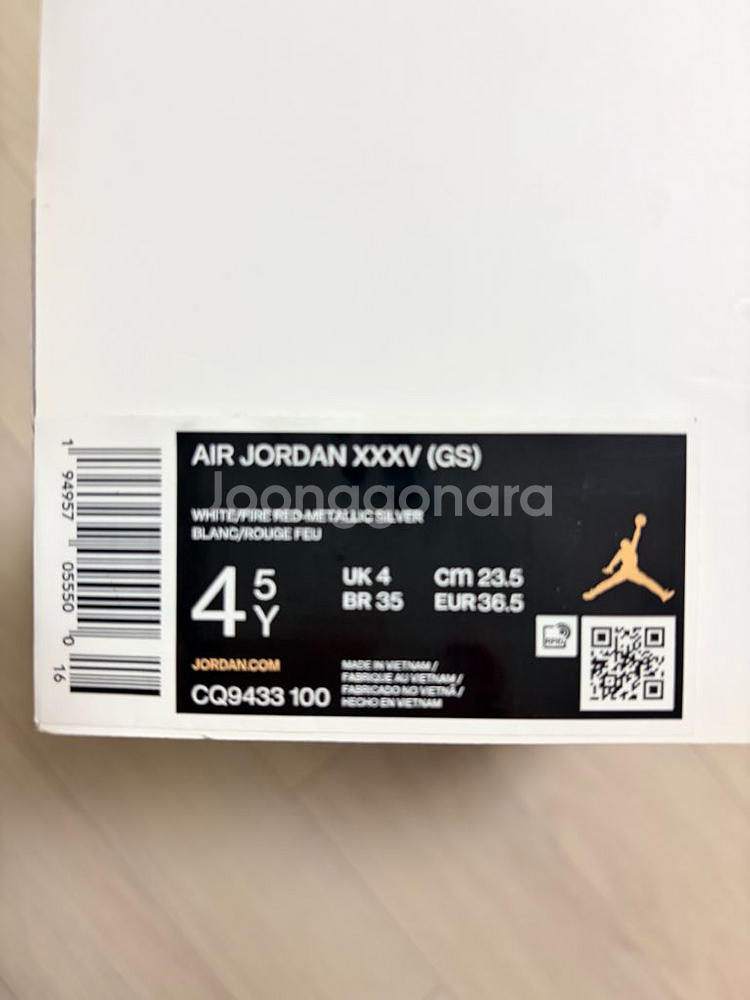 AIR JORDAN XXXV (GS)
Joonggonara
WHITE/FIRE RED-METALLIC SILVER
BLANC/ROUGE FEU
4 5 Y
UK 4 cm 23.5
BR 35 EUR 36.5
RFID
JORDAN.COM
CQ9433 100
MADE IN VIETNAM /
FABRIQUE AU VIETNAM /
FABRICADO NO VIETNÃ /
HECHO EN VIETNAM
1 94957 05550 0 16